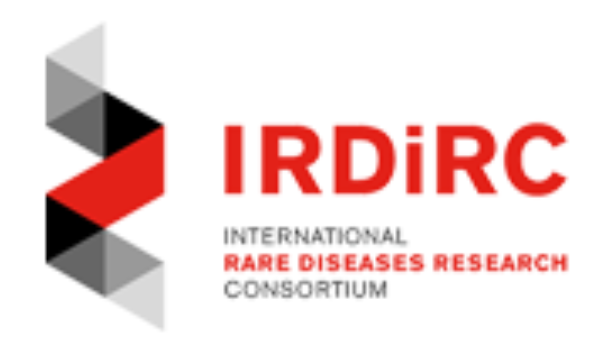 IRDiRC
INTERNATIONAL
RARE DISEASES RESEARCH
CONSORTIUM